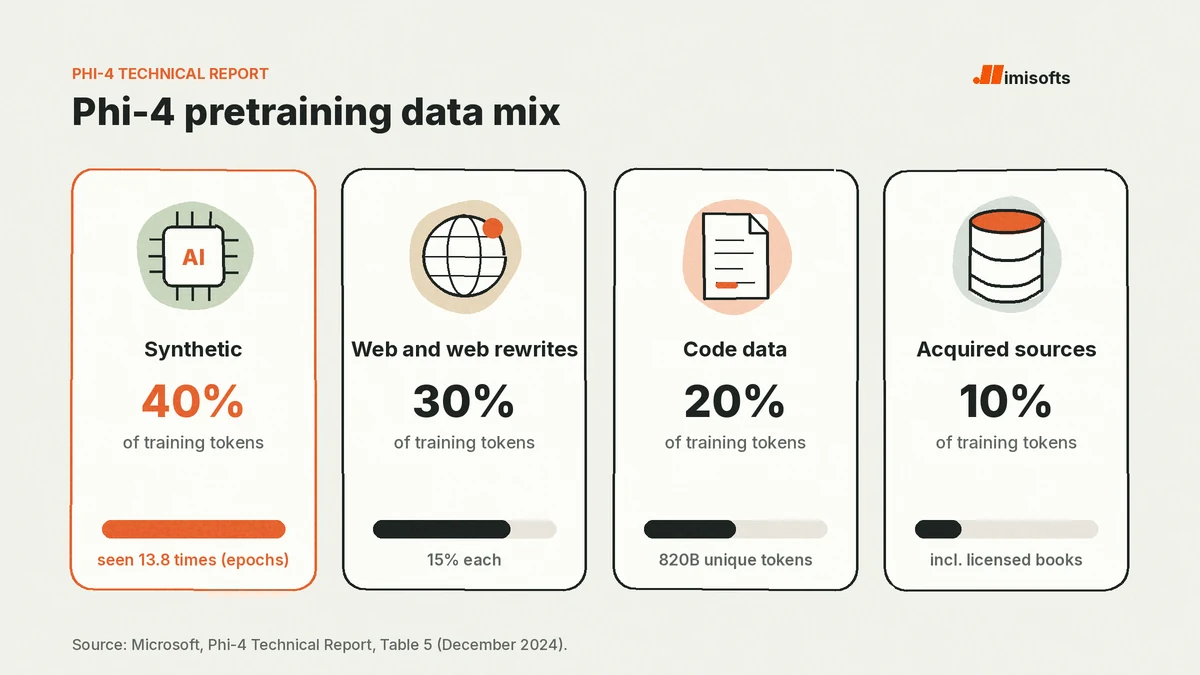 PHI-4 TECHNICAL REPORT
Phi-4 pretraining data mix
imisofts
AI
Synthetic
40%
of training tokens
seen 13.8 times (epochs)
Web and web rewrites
30%
of training tokens
15% each
Code data
20%
of training tokens
820B unique tokens
Acquired sources
10%
of training tokens
incl. licensed books
Source: Microsoft, Phi-4 Technical Report, Table 5 (December 2024).